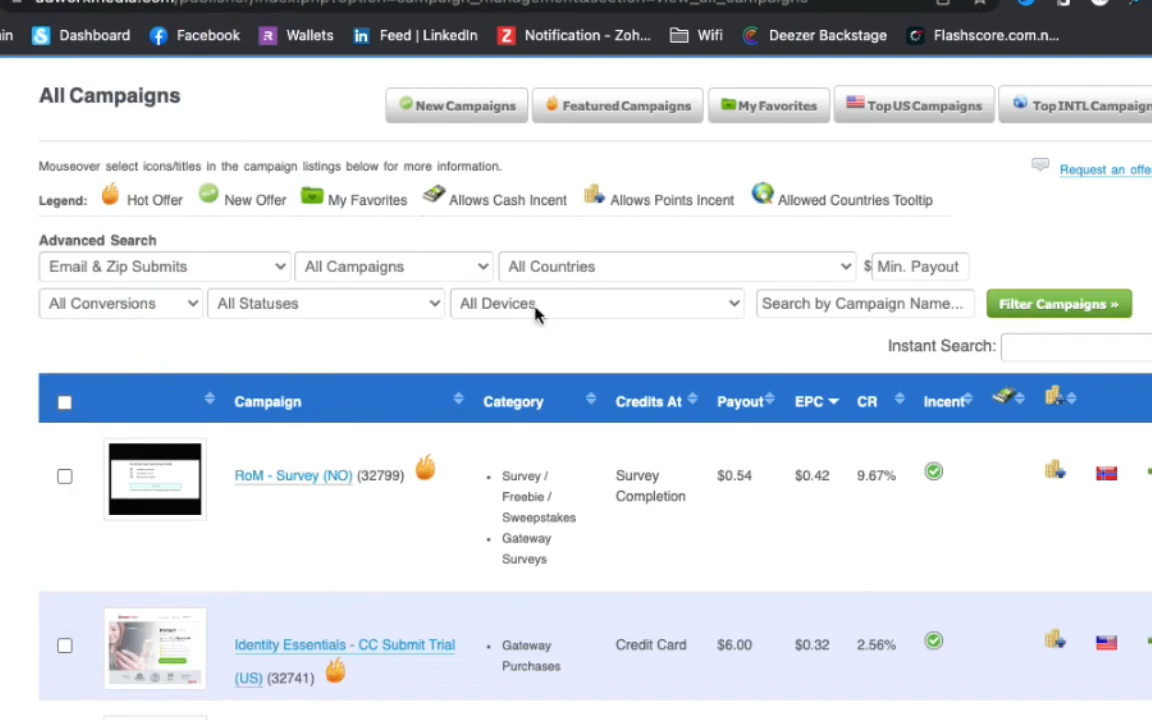 Dashboard Facebook Wallets Feed | LinkedIn Notification - Zoh... Wifi Deezer Backstage Flashscore.com.n...
All Campaigns
New Campaigns Featured Campaigns My Favorites Top US Campaigns Top INTL Campaign
Mouseover select icons/titles in the campaign listings below for more information.
Request an offe
Legend: Hot Offer New Offer My Favorites Allows Cash Incent Allows Points Incent Allowed Countries Tooltip
Advanced Search
Email & Zip Submits All Campaigns All Countries $ Min. Payout
All Conversions All Statuses All Devices Search by Campaign Name... Filter Campaigns »
Instant Search:
Campaign Category Credits At Payout EPC CR Incent
RoM - Survey (NO) (32799) • Survey / Survey $0.54 $0.42 9.67%
Freebie / Completion
Sweepstakes
• Gateway
Surveys
Identity Essentials - CC Submit Trial • Gateway Credit Card $6.00 $0.32 2.56%
(US) (32741) Purchases